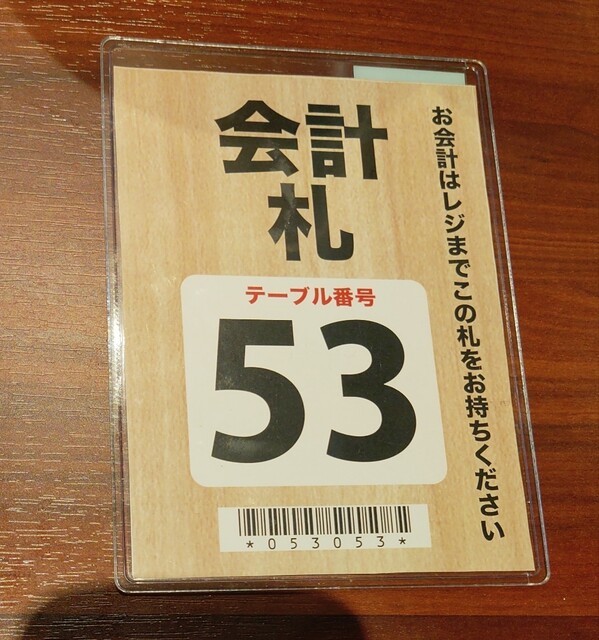 会計
札
お会計はレジまでこの札をお持ちください
テーブル番号
53
*053053*